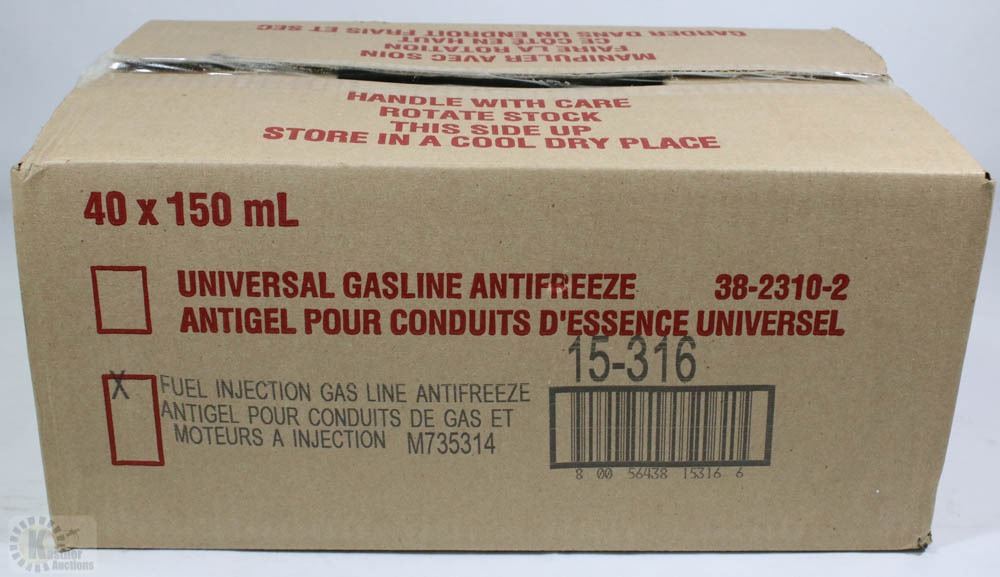 GARDER DANS UN ENDROIT FRAIS ET SEC
CE CÔTÉ EN HAUT
FAIRE LA ROTATION
MANIPULER AVEC SOIN
HANDLE WITH CARE
ROTATE STOCK
THIS SIDE UP
STORE IN A COOL DRY PLACE
40 x 150 mL
UNIVERSAL GASLINE ANTIFREEZE 38-2310-2
ANTIGEL POUR CONDUITS D'ESSENCE UNIVERSEL
15-316
X FUEL INJECTION GAS LINE ANTIFREEZE
ANTIGEL POUR CONDUITS DE GAS ET
MOTEURS A INJECTION M735314
8 00 56438 15316 6
Kastner
Auctions